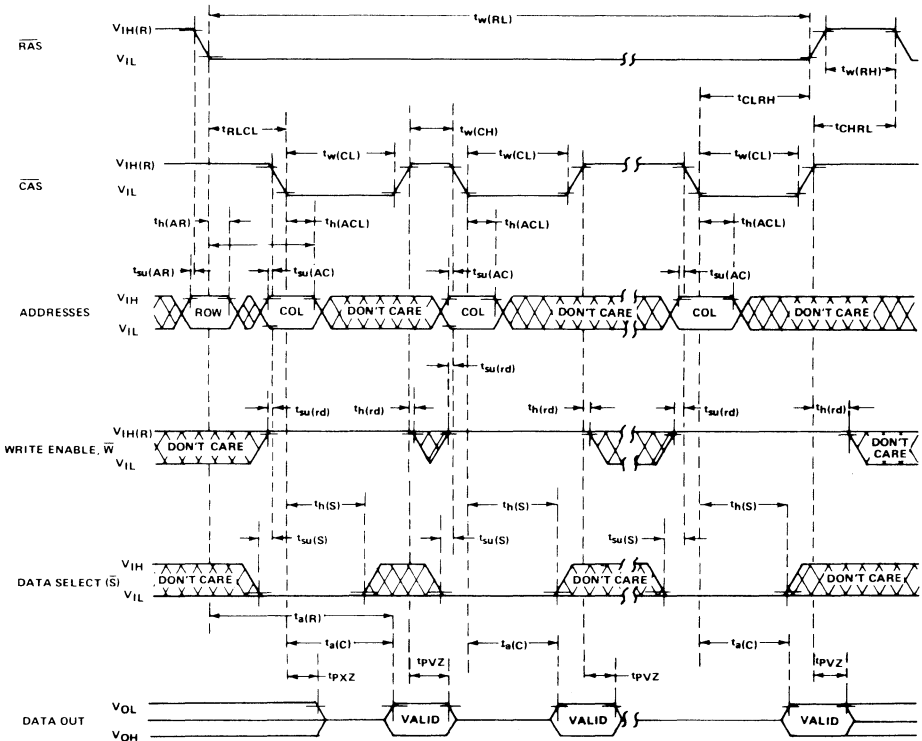 tw(RL)
VIH(R)
RAS
VIL
tw(RH)
tCLRH
tRLCL
tw(CH)
tCHRL
VIH(R)
tw(CL)
tw(CL)
tw(CL)
CAS
VIL
th(AR)
th(ACL)
th(ACL)
th(ACL)
tsu(AR)
tsu(AC)
tsu(AC)
tsu(AC)
VIH
ADDRESSES
ROW
COL
DON'T CARE
COL
DON'T CARE
COL
DON'T CARE
VIL
tsu(rd)
tsu(rd)
th(rd)
th(rd)
tsu(rd)
th(rd)
VIH(R)
WRITE ENABLE, W
DON'T CARE
DON'T CARE
VIL
th(S)
th(S)
th(S)
tsu(S)
tsu(S)
tsu(S)
VIH
DATA SELECT (S)
DON'T CARE
DON'T CARE
DON'T CARE
VIL
ta(R)
ta(C)
ta(C)
ta(C)
tPXZ
tPVZ
tPVZ
tPVZ
VOL
DATA OUT
VALID
VALID
VALID
VOH